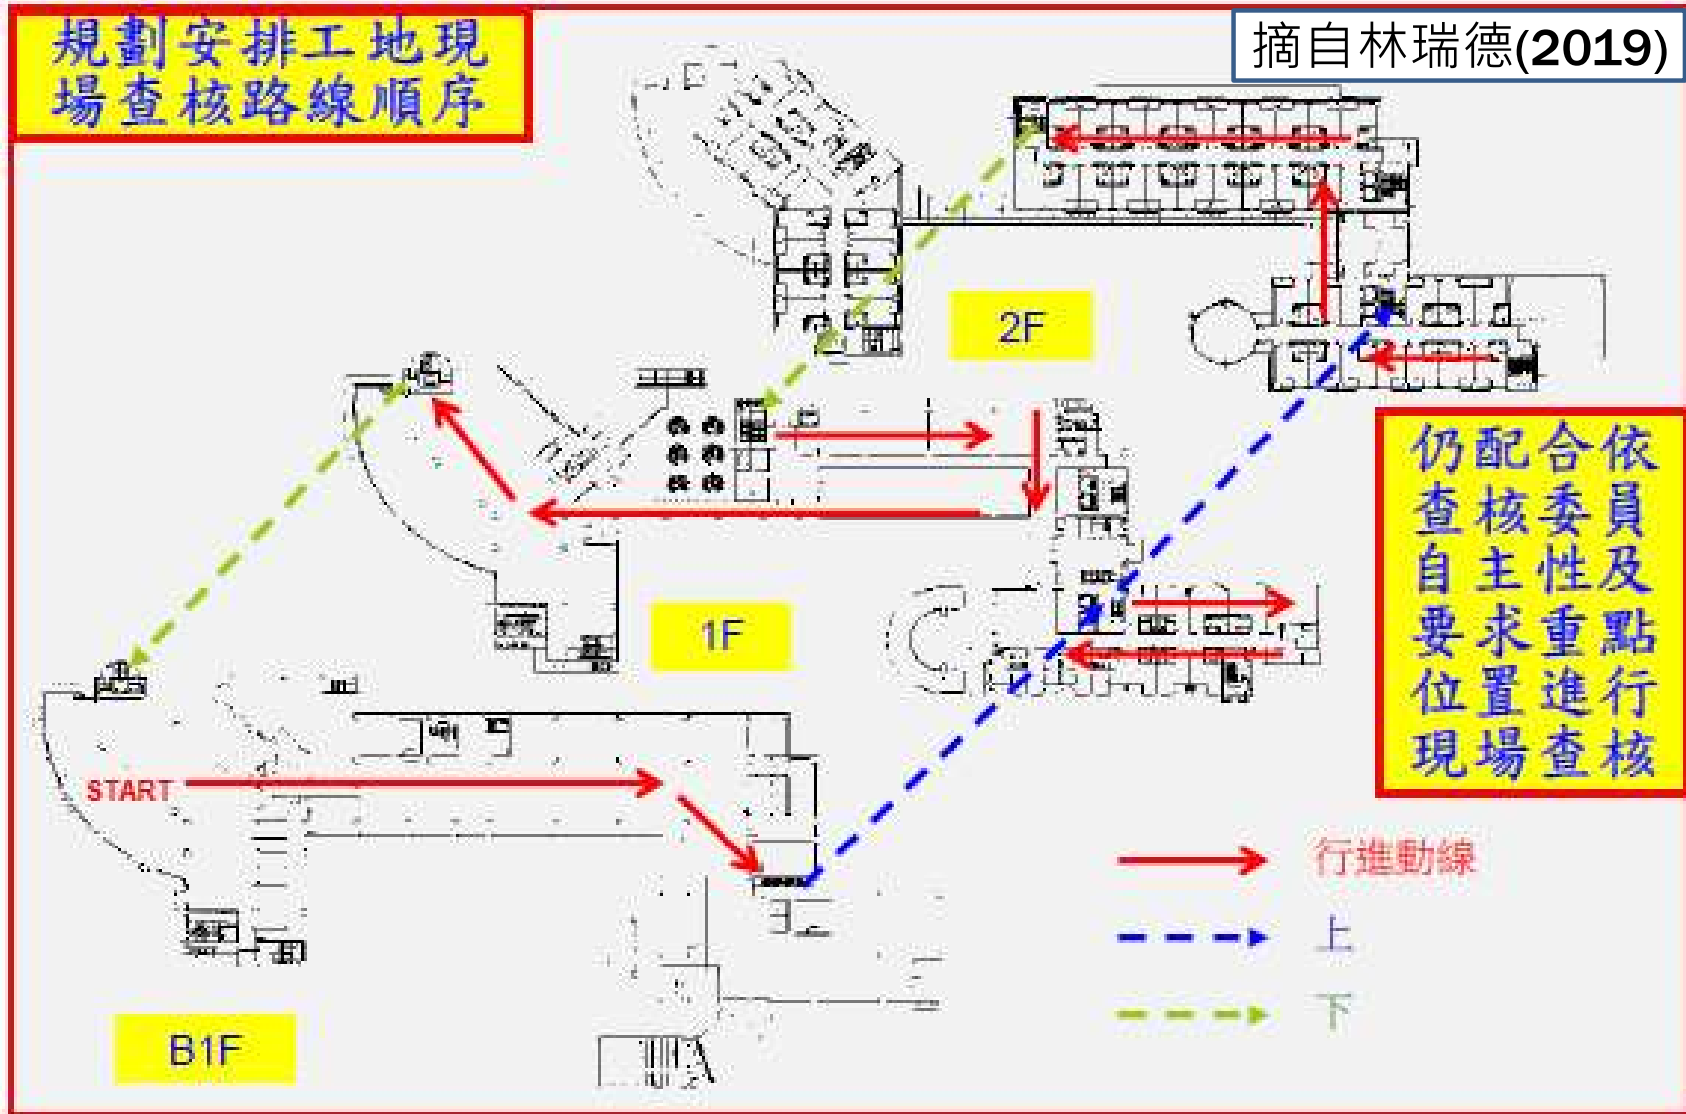 規劃安排工地現
場查核路線順序
摘自林瑞德(2019)
2F
仍配合依
查核委員
自主性及
要求重點
位置進行
現場查核
1F
START
行進動線
上
下
B1F